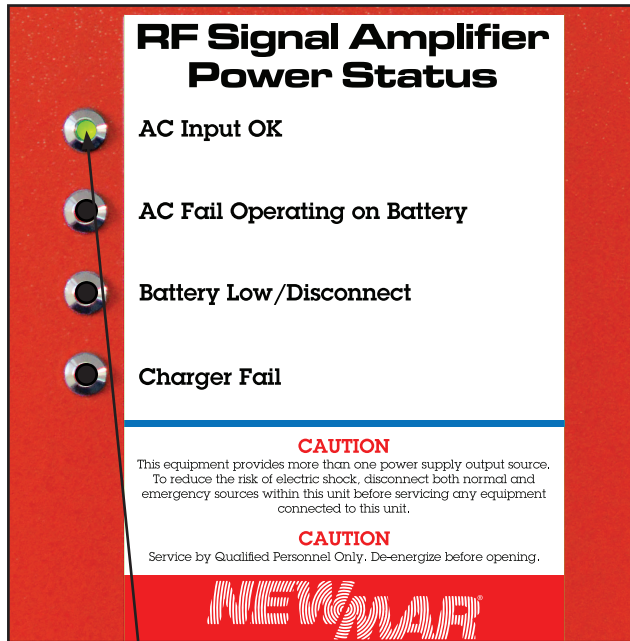 RF Signal Amplifier
Power Status
AC Input OK
AC Fail Operating on Battery
Battery Low/Disconnect
Charger Fail
CAUTION
This equipment provides more than one power supply output source.
To reduce the risk of electric shock, disconnect both normal and
emergency sources within this unit before servicing any equipment
connected to this unit.
CAUTION
Service by Qualified Personnel Only. De-energize before opening.
NEWMAR®